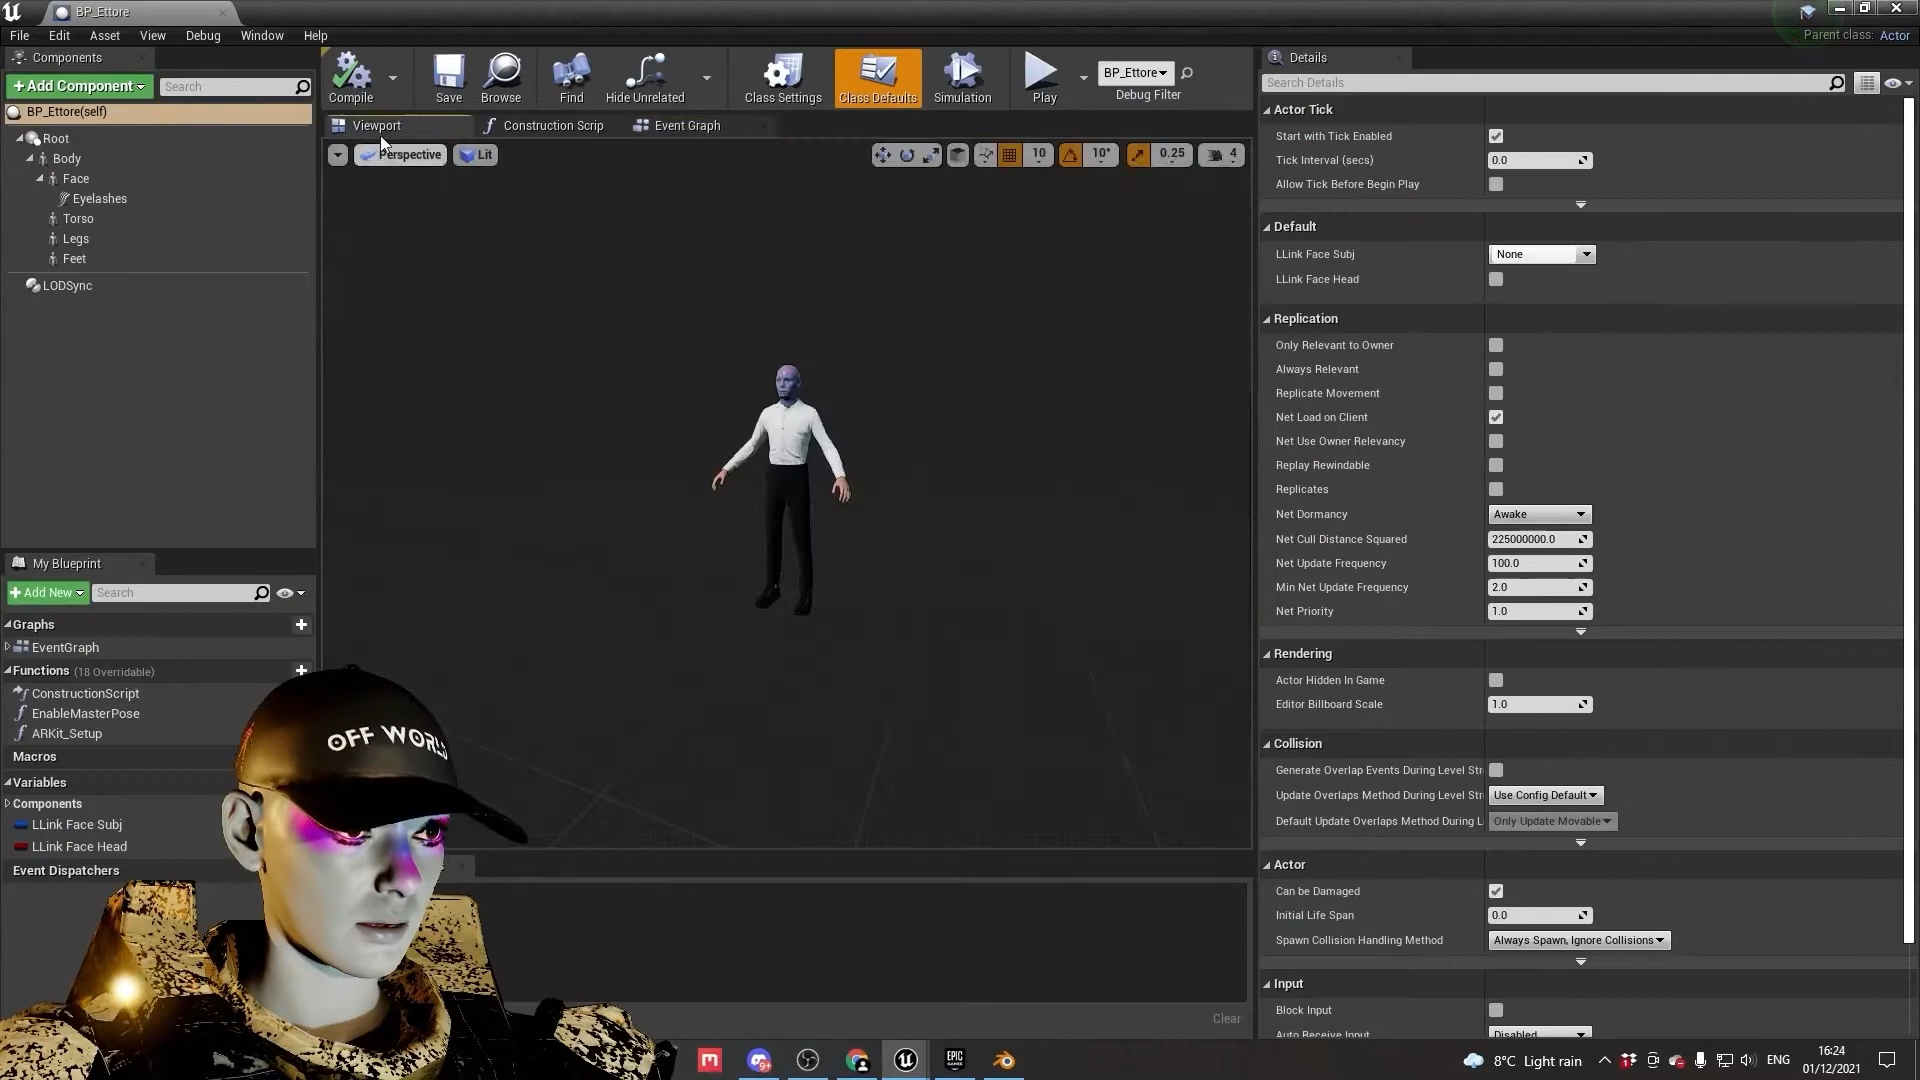 BP_Ettore
File Edit Asset View Debug Window Help
Parent class: Actor
Components
+Add Component
Search
BP_Ettore(self)
Root
Body
Face
Eyelashes
Torso
Legs
Feet
LODSync
My Blueprint
+Add New
Search
Graphs
EventGraph
Functions (18 Overridable)
ConstructionScript
EnableMasterPose
ARKit_Setup
Macros
Variables
Components
LLink Face Subj
LLink Face Head
Event Dispatchers
Compile
Save
Browse
Find
Hide Unrelated
Class Settings
Class Defaults
Simulation
Play
BP_Ettore
Debug Filter
Viewport
Construction Scrip
Event Graph
Perspective
Lit
10
10°
0.25
4
OFF WORL
Clear
Details
Search Details
Actor Tick
Start with Tick Enabled
Tick Interval (secs) 0.0
Allow Tick Before Begin Play
Default
LLink Face Subj None
LLink Face Head
Replication
Only Relevant to Owner
Always Relevant
Replicate Movement
Net Load on Client
Net Use Owner Relevancy
Replay Rewindable
Replicates
Net Dormancy Awake
Net Cull Distance Squared 225000000.0
Net Update Frequency 100.0
Min Net Update Frequency 2.0
Net Priority 1.0
Rendering
Actor Hidden In Game
Editor Billboard Scale 1.0
Collision
Generate Overlap Events During Level Str
Update Overlaps Method During Level Str Use Config Default
Default Update Overlaps Method During L Only Update Movable
Actor
Can be Damaged
Initial Life Span 0.0
Spawn Collision Handling Method Always Spawn, Ignore Collisions
Input
Block Input
Auto Receive Input Disabled
EPIC
9+
8°C Light rain
ENG
16:24
01/12/2021